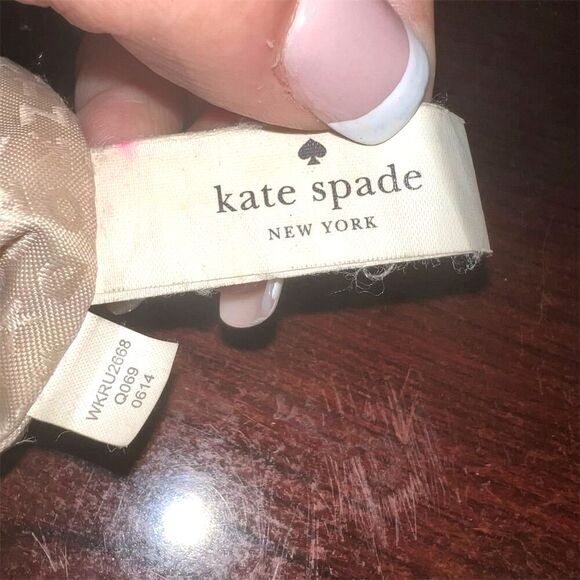 kate spade
NEW YORK
WKRU2668
Q069
0614